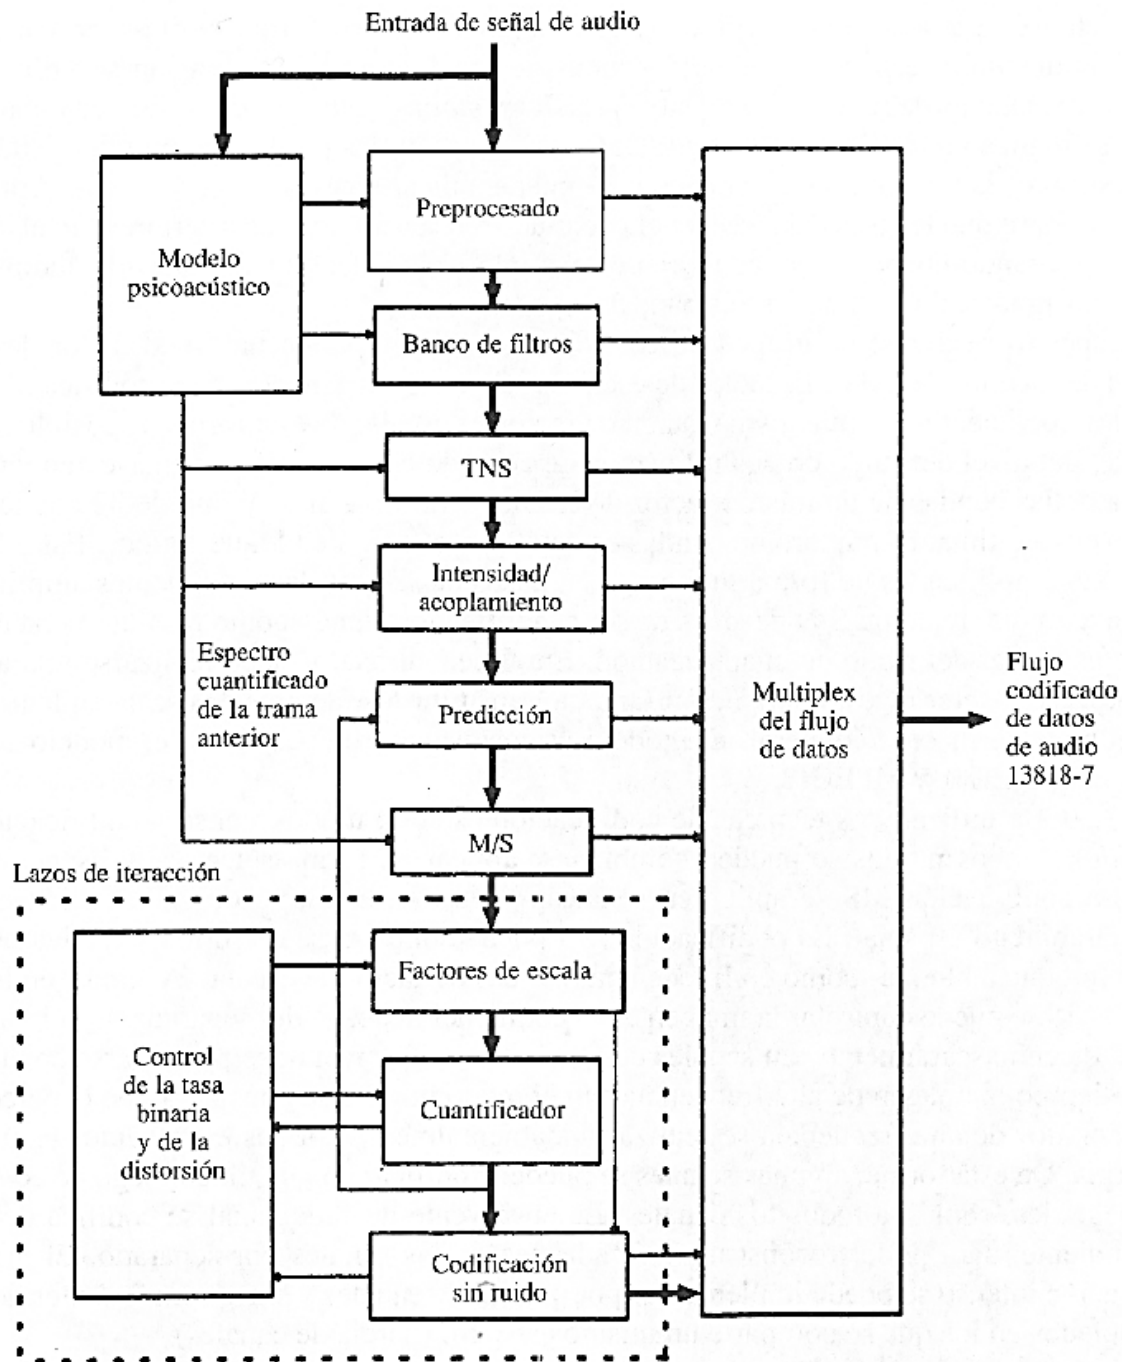 Entrada de señal de audio
Modelo
psicoacústico
Preprocesado
Banco de filtros
TNS
Intensidad/
acoplamiento
Espectro
cuantificado
de la trama
anterior
Predicción
M/S
Multiplex
del flujo
de datos
Flujo
codificado
de datos
de audio
13818-7
Lazos de iteracción
Factores de escala
Control
de la tasa
binaria
y de la
distorsión
Cuantificador
Codificación
sin ruido